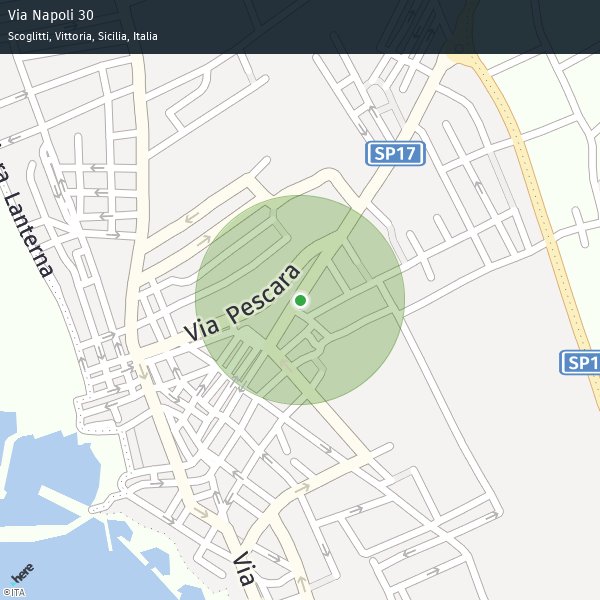 Via Napoli 30
Scoglitti, Vittoria, Sicilia, Italia
SP17
ra Lanterna
Via Pescara
SP1
Via
here
©ITA